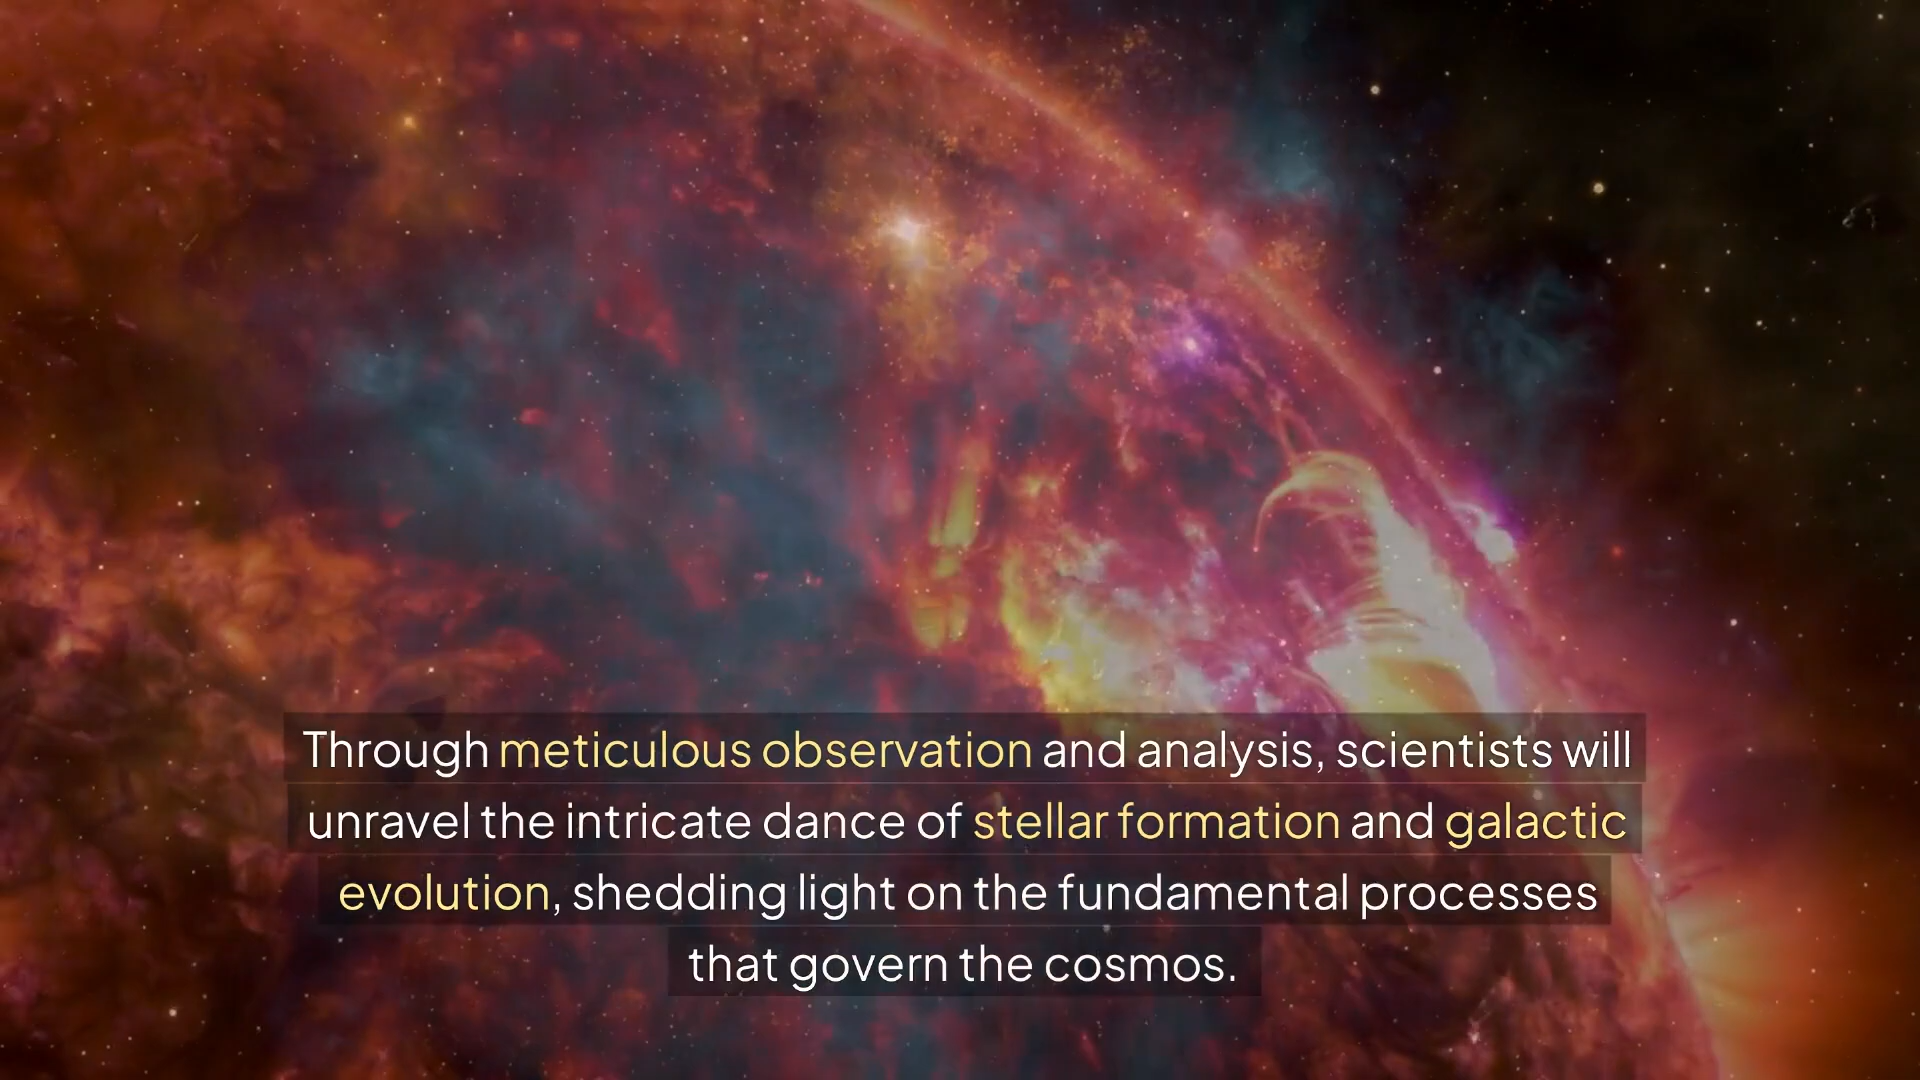 Through meticulous observation and analysis, scientists will
unravel the intricate dance of stellar formation and galactic
evolution, shedding light on the fundamental processes
that govern the cosmos.